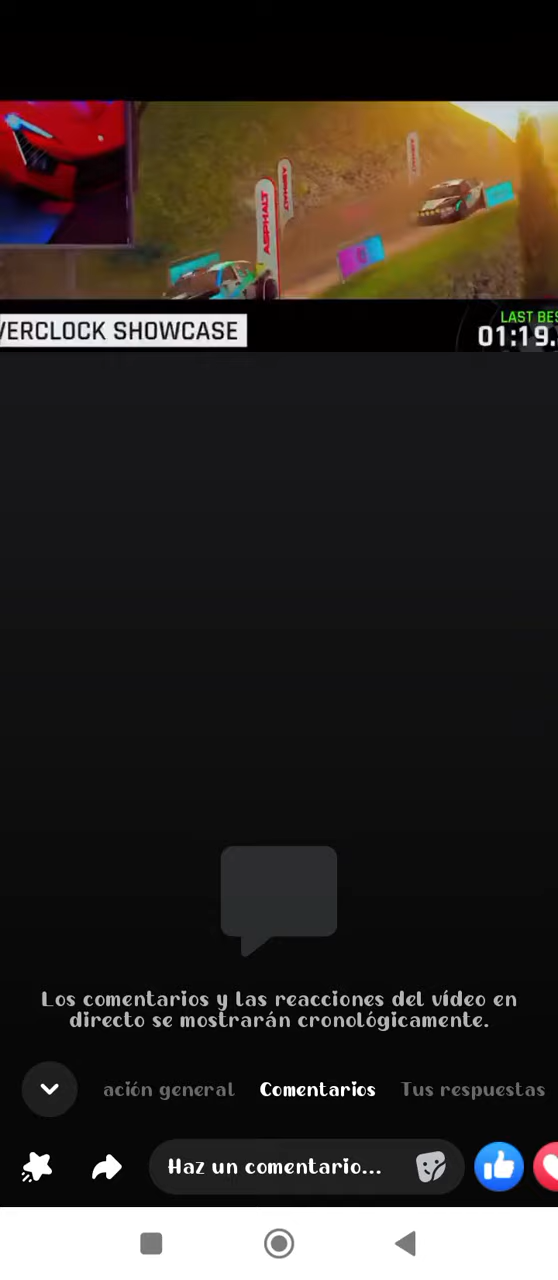 ASPHALT
ASPHALT
VERCLOCK SHOWCASE
LAST BES
01:19.
Los comentarios y las reacciones del vídeo en
directo se mostrarán cronológicamente.
ación general Comentarios Tus respuestas
Haz un comentario...